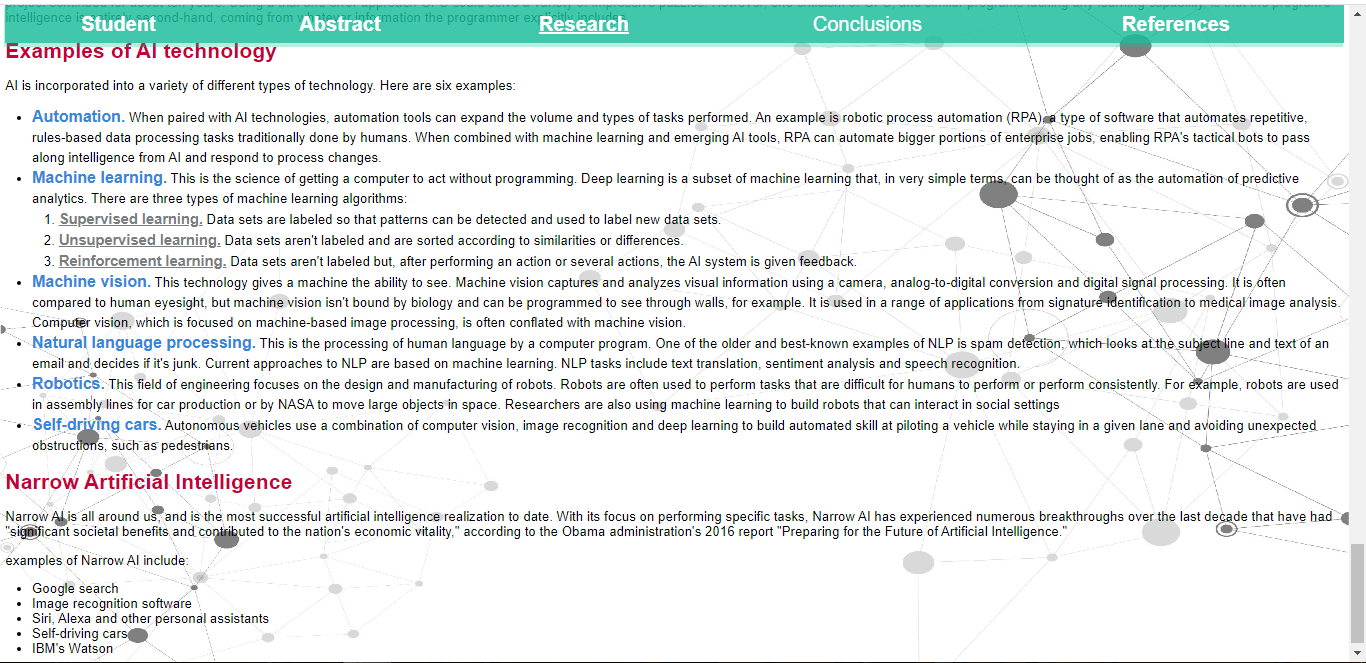 intelligence is entirely second-hand, coming from whatever information the programmer explicitly includes.
Student Abstract Research Conclusions References
Examples of AI technology
AI is incorporated into a variety of different types of technology. Here are six examples:
Automation. When paired with AI technologies, automation tools can expand the volume and types of tasks performed. An example is robotic process automation (RPA), a type of software that automates repetitive,
rules-based data processing tasks traditionally done by humans. When combined with machine learning and emerging AI tools, RPA can automate bigger portions of enterprise jobs, enabling RPA's tactical bots to pass
along intelligence from AI and respond to process changes.
Machine learning. This is the science of getting a computer to act without programming. Deep learning is a subset of machine learning that, in very simple terms, can be thought of as the automation of predictive
analytics. There are three types of machine learning algorithms:
1. Supervised learning. Data sets are labeled so that patterns can be detected and used to label new data sets.
2. Unsupervised learning. Data sets aren't labeled and are sorted according to similarities or differences.
3. Reinforcement learning. Data sets aren't labeled but, after performing an action or several actions, the AI system is given feedback.
Machine vision. This technology gives a machine the ability to see. Machine vision captures and analyzes visual information using a camera, analog-to-digital conversion and digital signal processing. It is often
compared to human eyesight, but machine vision isn't bound by biology and can be programmed to see through walls, for example. It is used in a range of applications from signature identification to medical image analysis.
Computer vision, which is focused on machine-based image processing, is often conflated with machine vision.
Natural language processing. This is the processing of human language by a computer program. One of the older and best-known examples of NLP is spam detection, which looks at the subject line and text of an
email and decides if it's junk. Current approaches to NLP are based on machine learning. NLP tasks include text translation, sentiment analysis and speech recognition.
Robotics. This field of engineering focuses on the design and manufacturing of robots. Robots are often used to perform tasks that are difficult for humans to perform or perform consistently. For example, robots are used
in assembly lines for car production or by NASA to move large objects in space. Researchers are also using machine learning to build robots that can interact in social settings
Self-driving cars. Autonomous vehicles use a combination of computer vision, image recognition and deep learning to build automated skill at piloting a vehicle while staying in a given lane and avoiding unexpected
obstructions, such as pedestrians.
Narrow Artificial Intelligence
Narrow AI is all around us, and is the most successful artificial intelligence realization to date. With its focus on performing specific tasks, Narrow AI has experienced numerous breakthroughs over the last decade that have had
"significant societal benefits and contributed to the nation's economic vitality," according to the Obama administration's 2016 report "Preparing for the Future of Artificial Intelligence."
examples of Narrow AI include:
Google search
Image recognition software
Siri, Alexa and other personal assistants
Self-driving cars
IBM's Watson